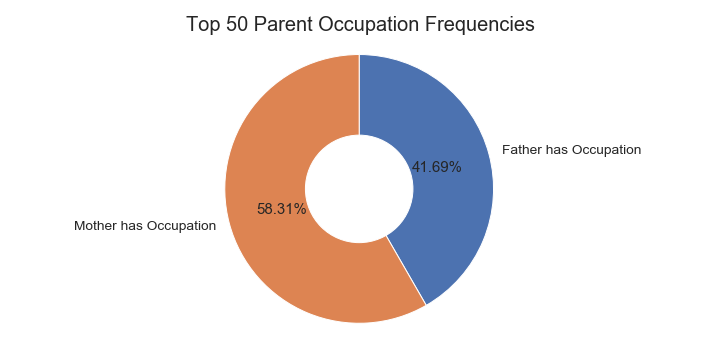 Top 50 Parent Occupation Frequencies
Father has Occupation
41.69%
58.31%
Mother has Occupation